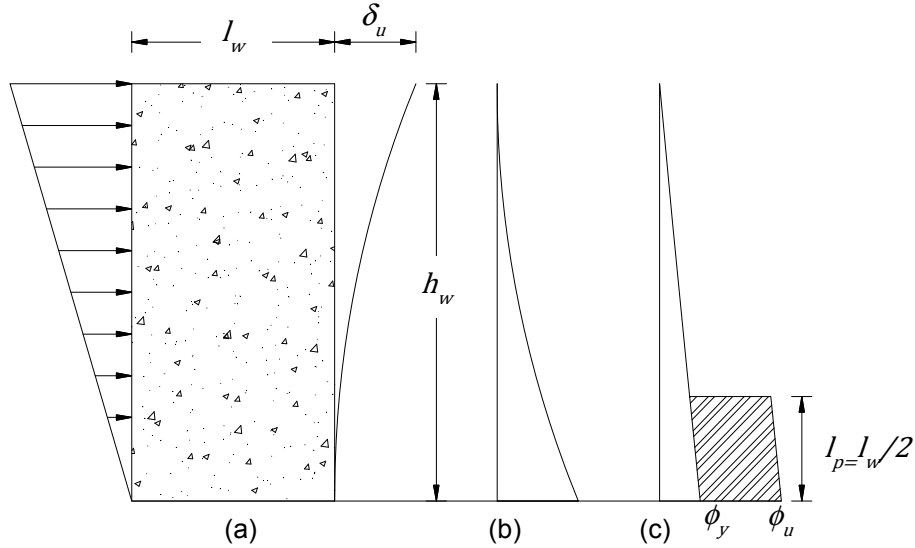 l_w δ_u
h_w
l_p=l_w/2
ϕ_y ϕ_u
(a) (b) (c)